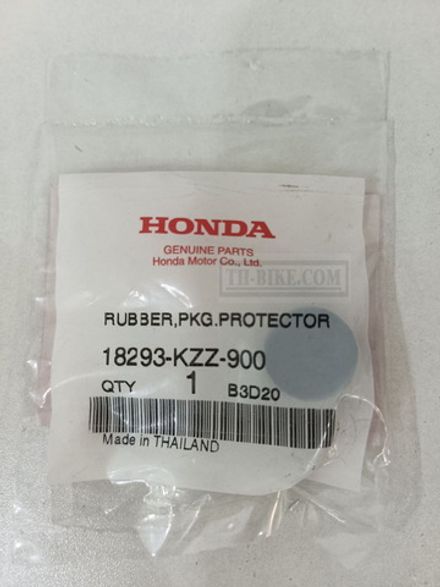 HONDA
GENUINE PARTS
Honda Motor Co., Ltd.
TH-BIKE.COM
RUBBER,PKG.PROTECTOR
18293-KZZ-900
QTY 1 B3D20
Made in THAILAND